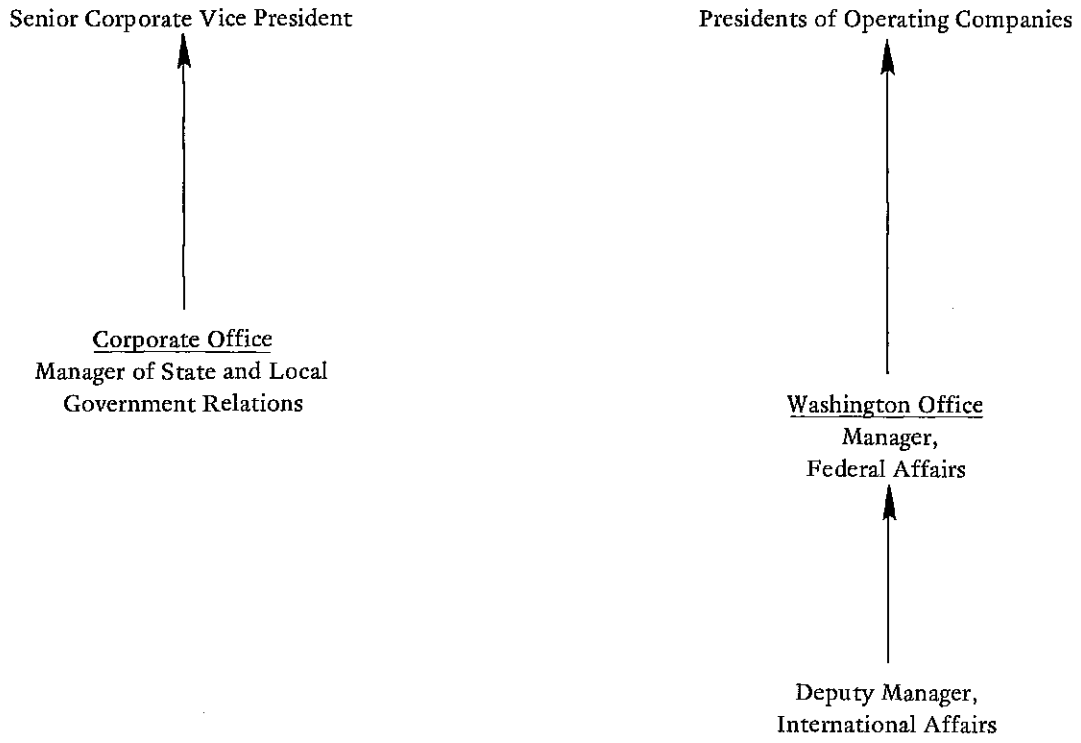 Senior Corporate Vice President
Presidents of Operating Companies
Corporate Office
Manager of State and Local
Government Relations
Washington Office
Manager,
Federal Affairs
Deputy Manager,
International Affairs